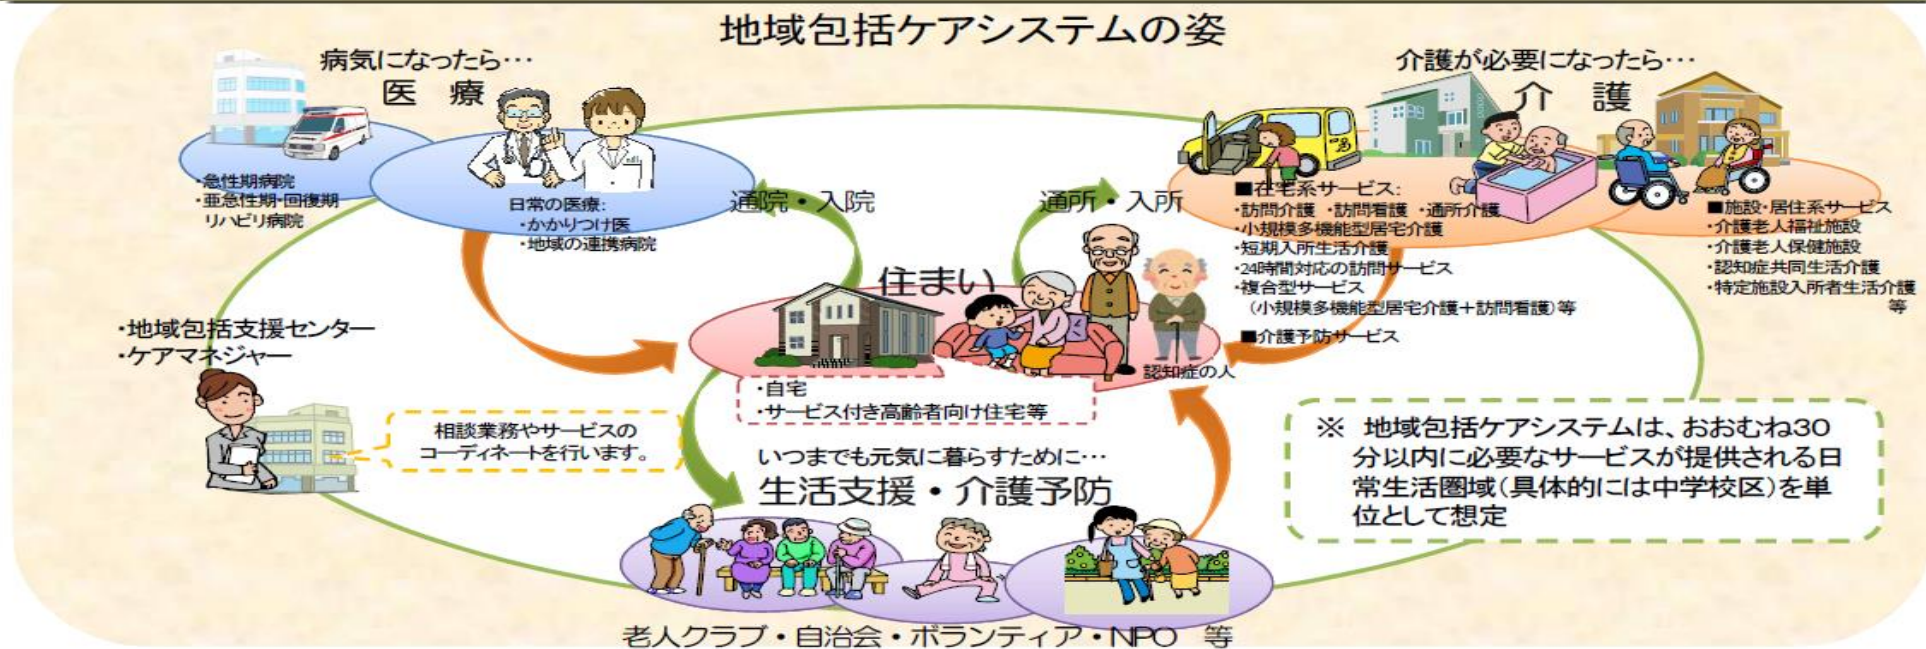 地域包括ケアシステムの姿
病気になったら…
医 療
・急性期病院
・亜急性期・回復期
リハビリ病院
日常の医療:
・かかりつけ医
・地域の連携病院
通院・入院
通所・入所
介護が必要になったら…
介 護
■在宅系サービス:
・訪問介護 ・訪問看護 ・通所介護
・小規模多機能型居宅介護
・短期入所生活介護
・24時間対応の訪問サービス
・複合型サービス
(小規模多機能型居宅介護+訪問看護)等
■介護予防サービス
■施設・居住系サービス
・介護老人福祉施設
・介護老人保健施設
・認知症共同生活介護
・特定施設入所者生活介護
等
住まい
認知症の人
・自宅
・サービス付き高齢者向け住宅等
・地域包括支援センター
・ケアマネジャー
相談業務やサービスの
コーディネートを行います。
いつまでも元気に暮らすために…
生活支援・介護予防
老人クラブ・自治会・ボランティア・NPO 等
※ 地域包括ケアシステムは、おおむね30
分以内に必要なサービスが提供される日
常生活圏域(具体的には中学校区)を単
位として想定